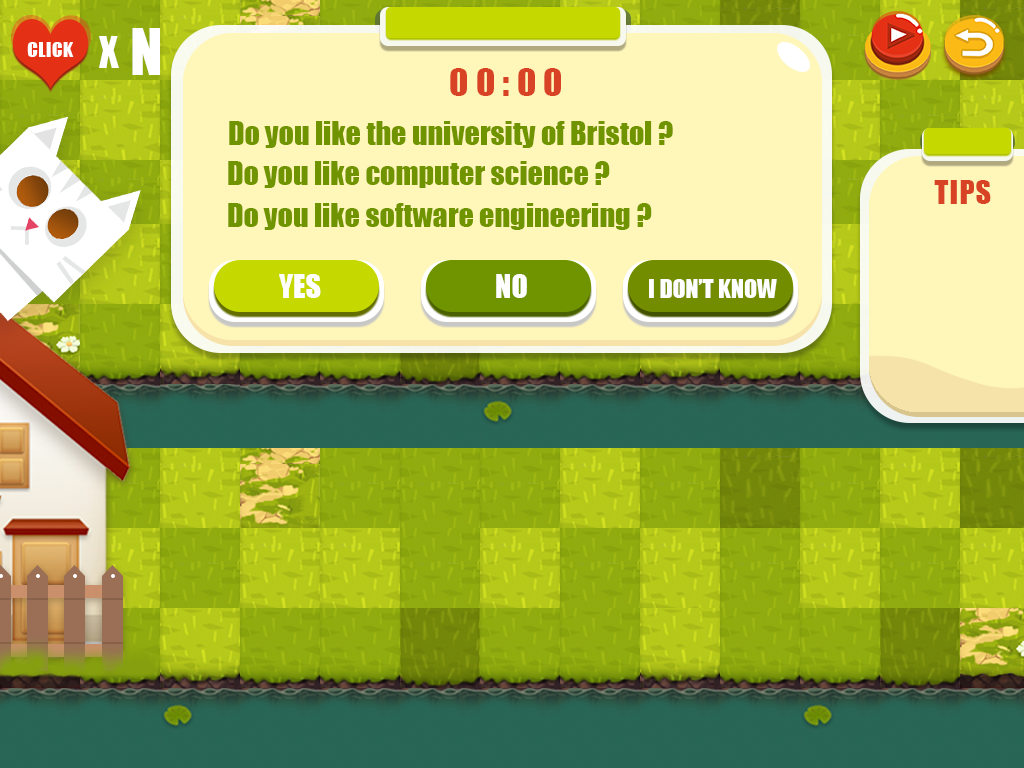 CLICK X N
00:00
Do you like the university of Bristol ?
Do you like computer science ?
Do you like software engineering ?
YES
NO
I DON'T KNOW
TIPS